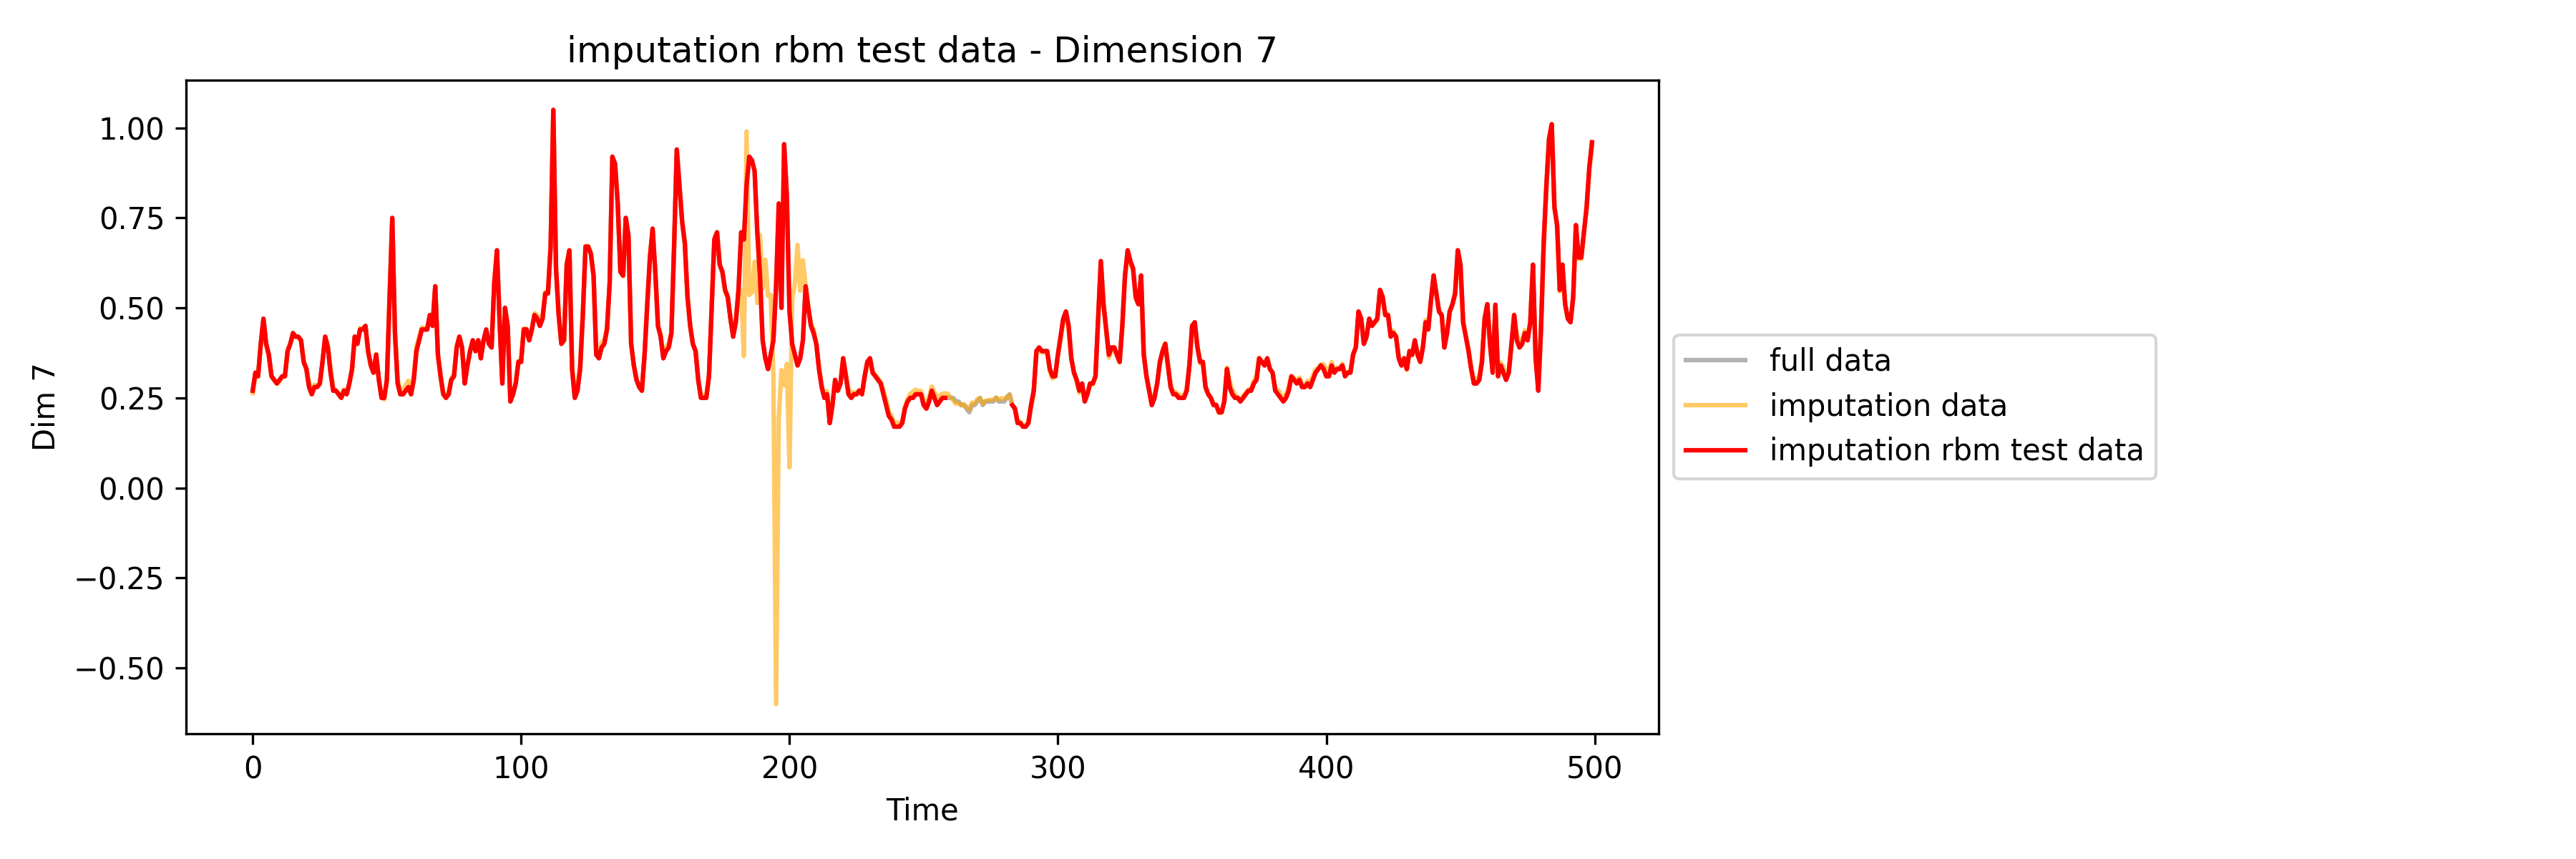 imputation rbm test data - Dimension 7
1.00
0.75
0.50
0.25
0.00
−0.25
−0.50
Dim 7
0
100
200
300
400
500
Time
full data
imputation data
imputation rbm test data